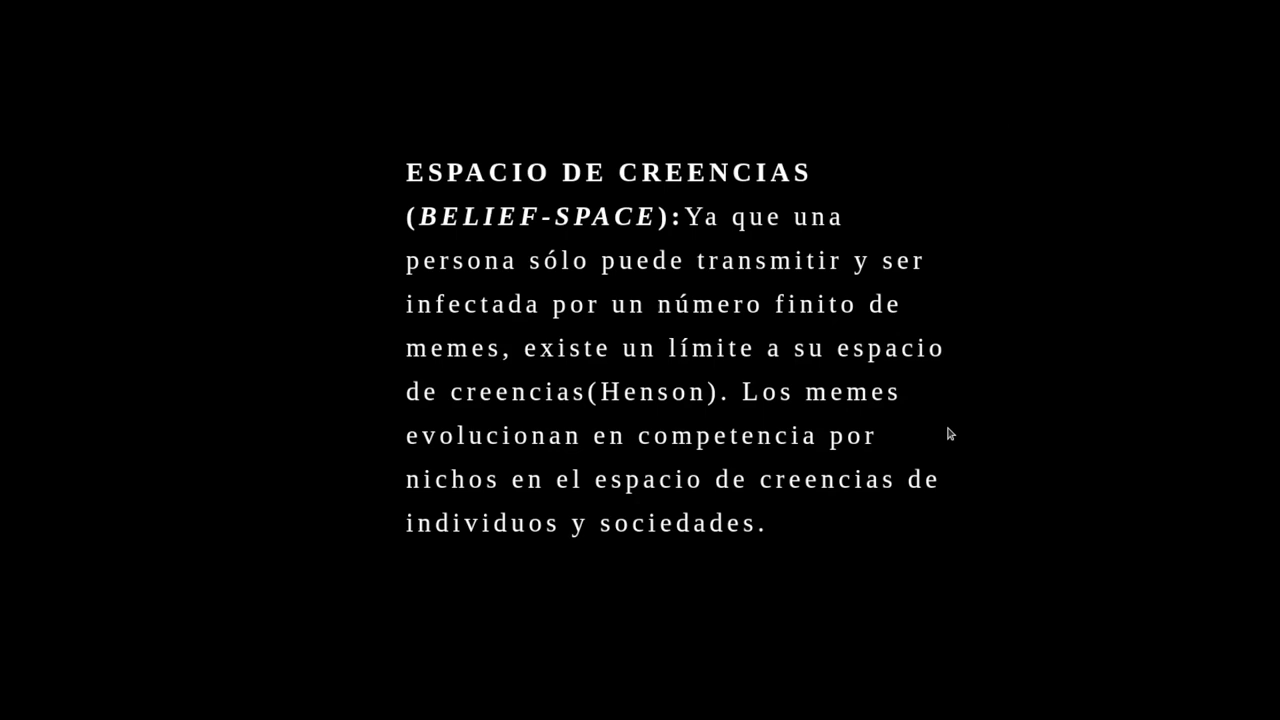 ESPACIO DE CREENCIAS
(BELIEF-SPACE):Ya que una
persona sólo puede transmitir y ser
infectada por un número finito de
memes, existe un límite a su espacio
de creencias(Henson). Los memes
evolucionan en competencia por
nichos en el espacio de creencias de
individuos y sociedades.